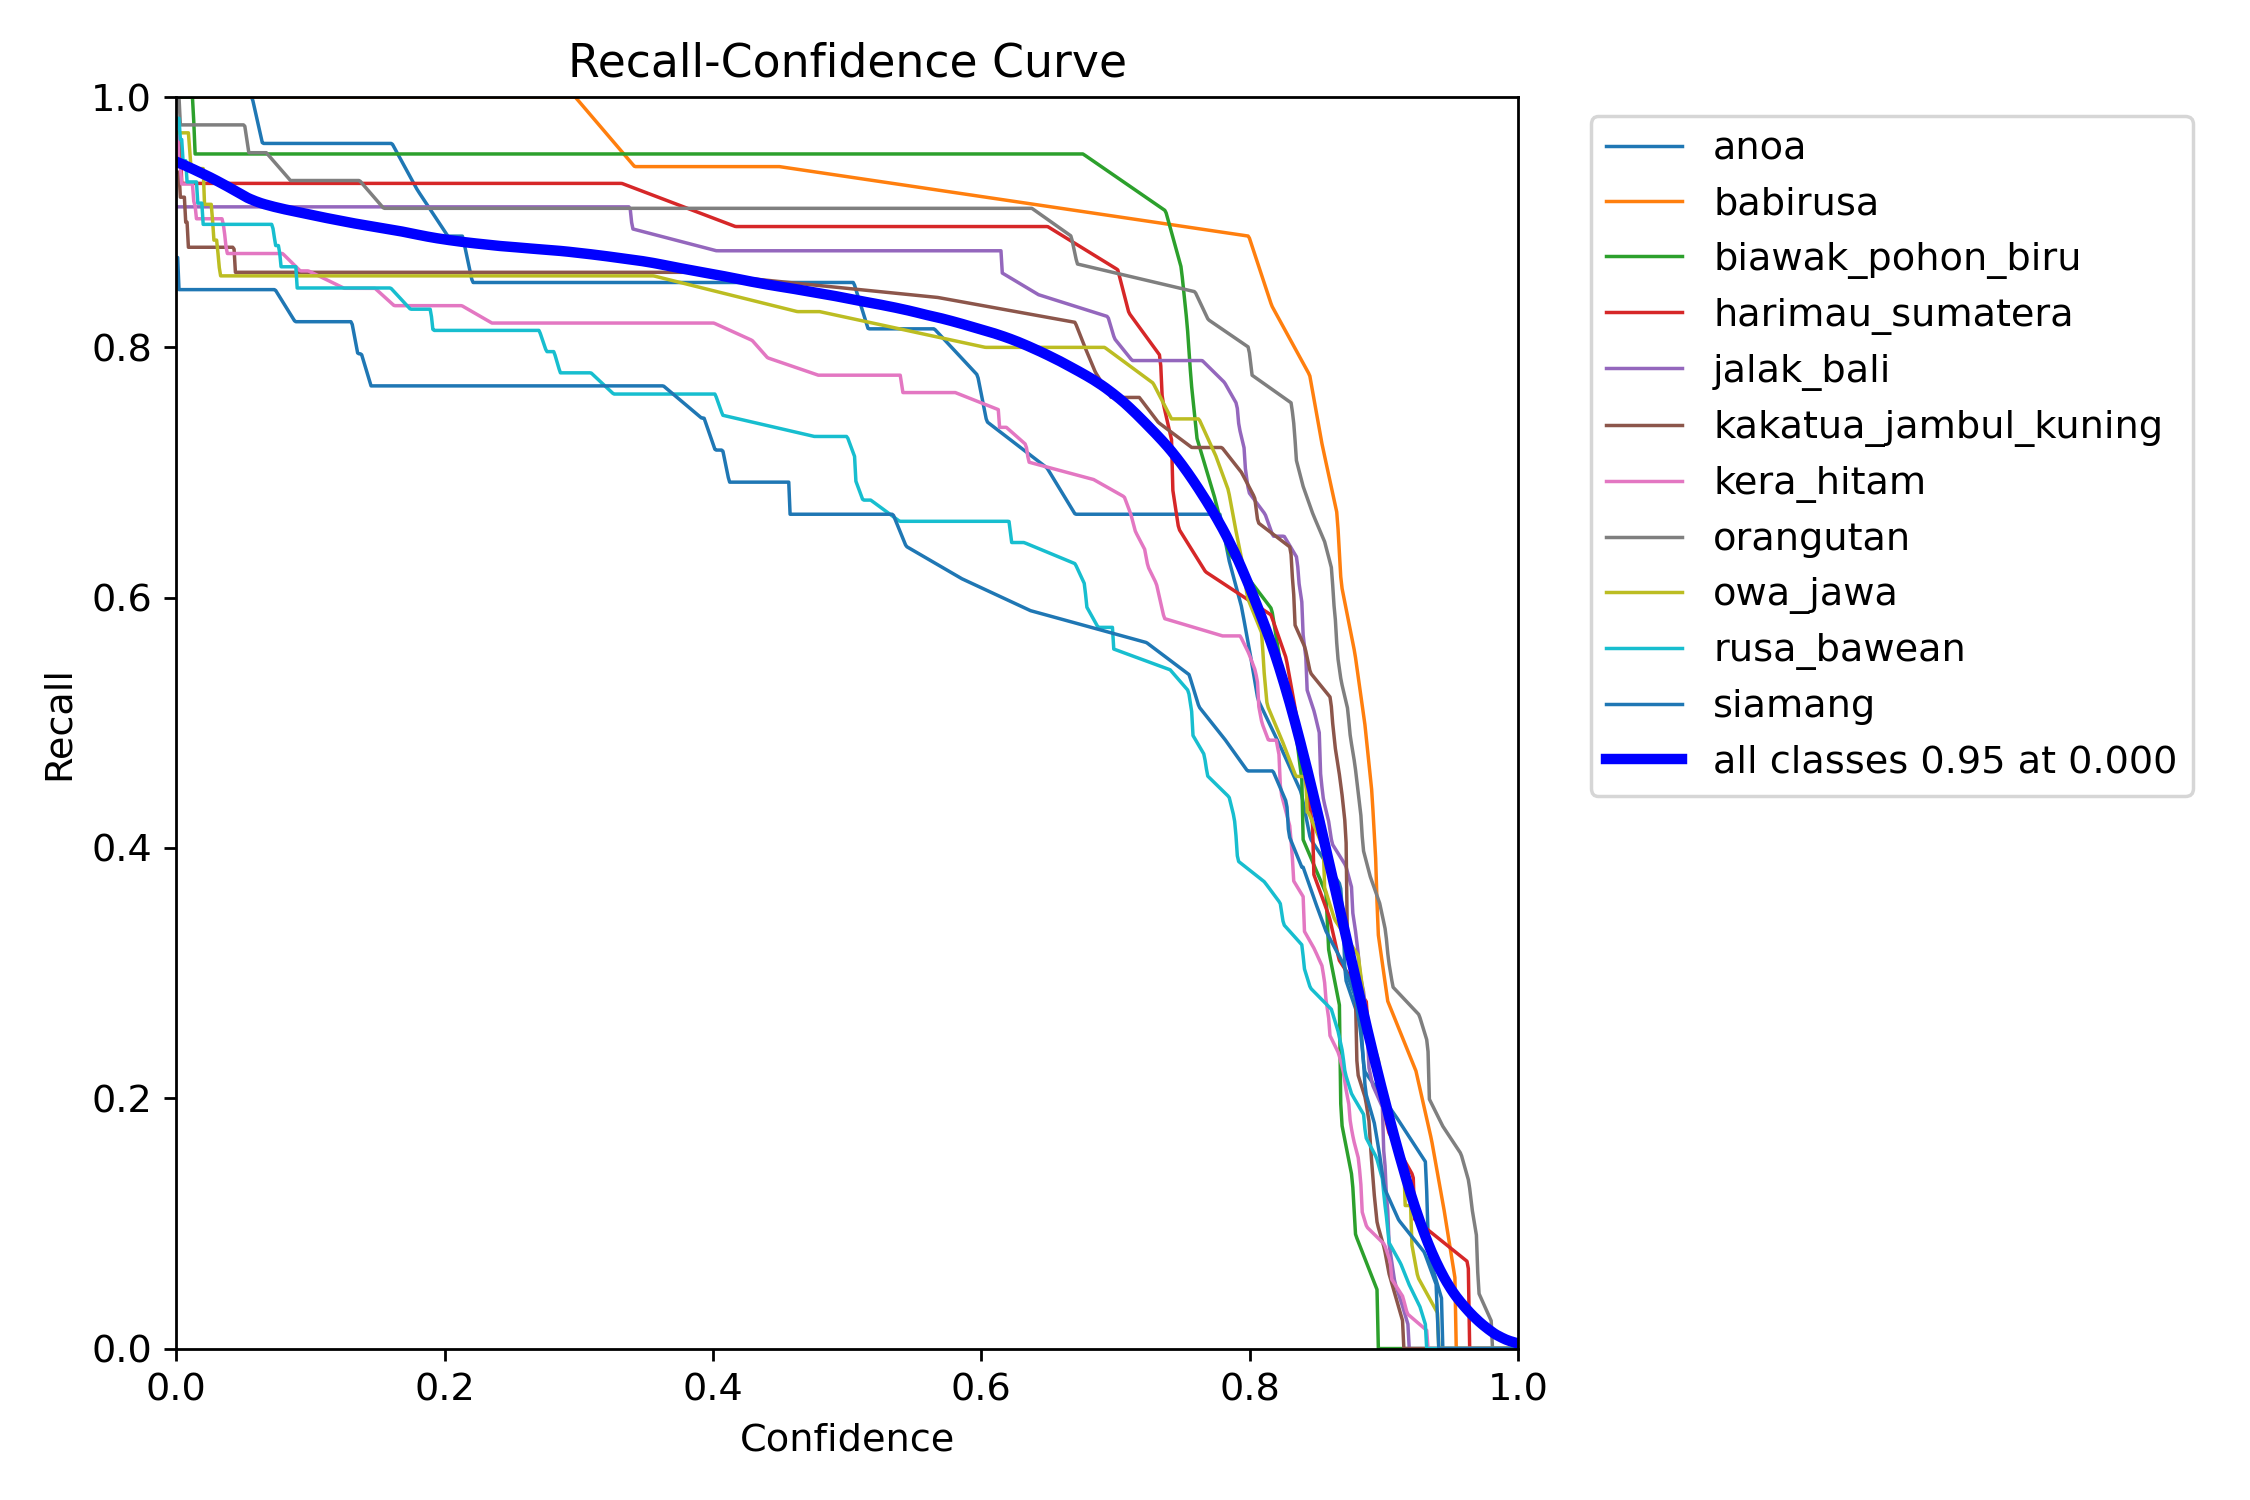 Recall-Confidence Curve
1.0
0.8
0.6
0.4
0.2
0.0
Recall
0.0 0.2 0.4 0.6 0.8 1.0
Confidence
anoa
babirusa
biawak_pohon_biru
harimau_sumatera
jalak_bali
kakatua_jambul_kuning
kera_hitam
orangutan
owa_jawa
rusa_bawean
siamang
all classes 0.95 at 0.000